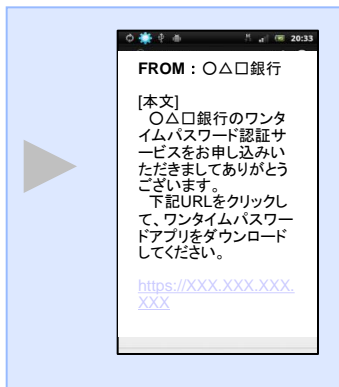 20:33
FROM：〇△口銀行
[本文]
　〇△口銀行のワンタ
イムパスワード認証サ
ービスをお申し込みい
ただきましてありがとう
ございます。
　下記URLをクリックし
て、ワンタイムパスワー
ドアプリをダウンロード
してください。
https://XXX.XXX.XXX.
XXX